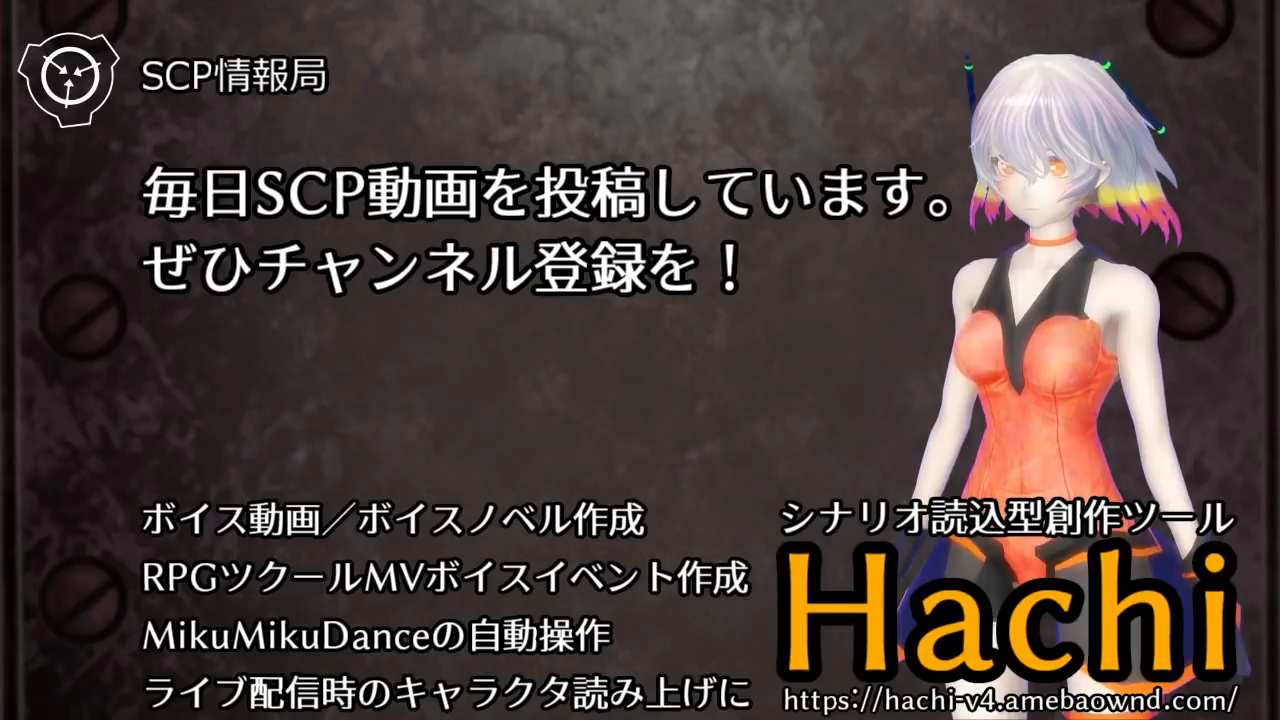 SCP情報局
毎日SCP動画を投稿しています。
ぜひチャンネル登録を！
ボイス動画／ボイスノベル作成
RPGツクールMVボイスイベント作成
MikuMikuDanceの自動操作
ライブ配信時のキャラクタ読み上げに
シナリオ読込型創作ツール
Hachi
https://hachi-v4.amebaownd.com/